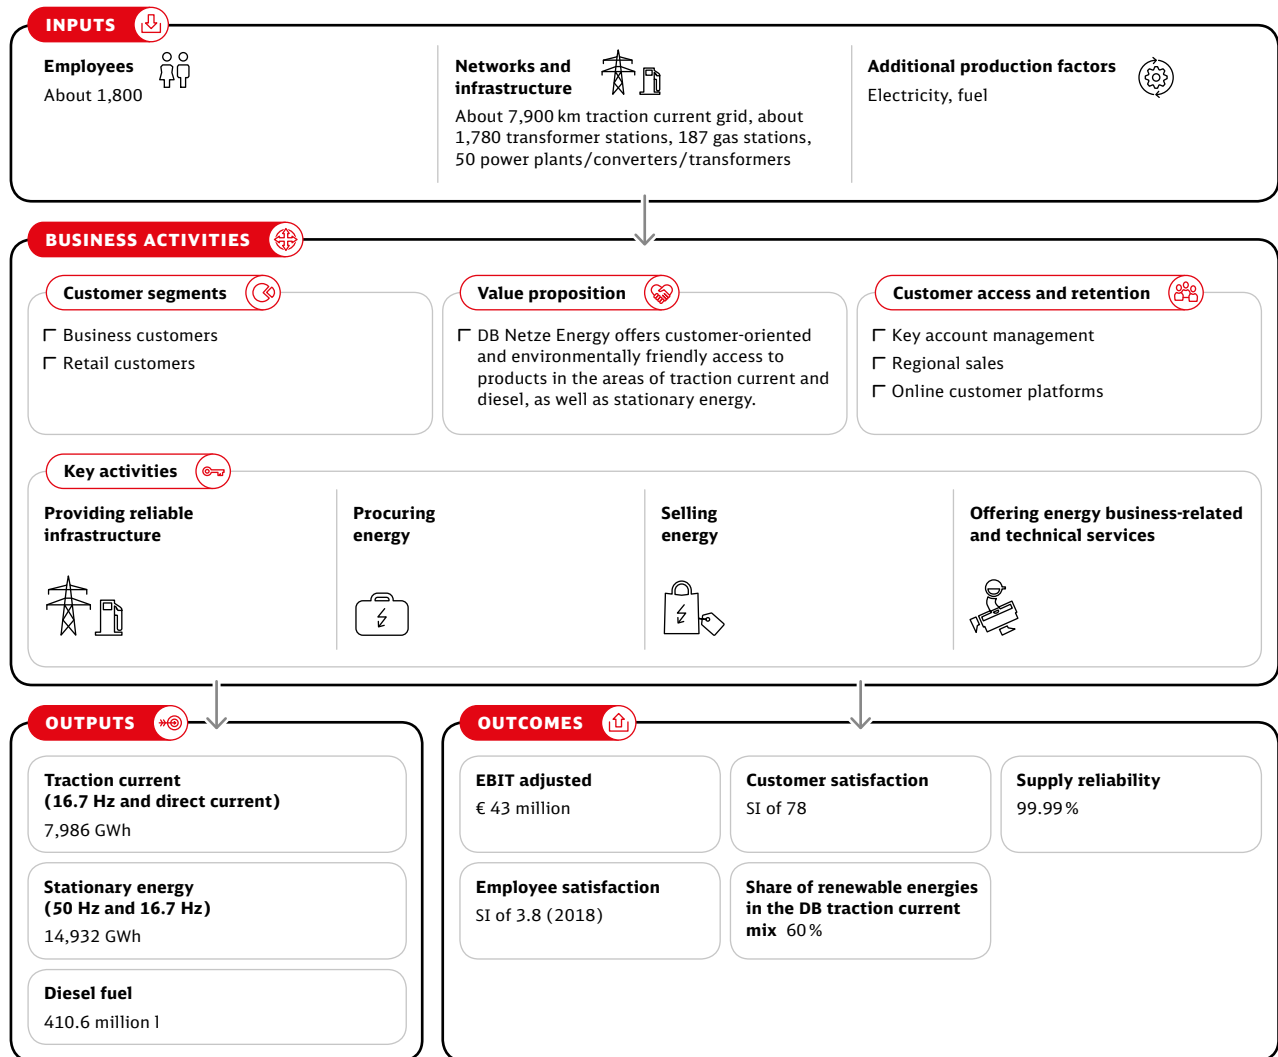 INPUTS
Employees
About 1,800
Networks and
infrastructure
About 7,900 km traction current grid, about
1,780 transformer stations, 187 gas stations,
50 power plants/converters/transformers
Additional production factors
Electricity, fuel
BUSINESS ACTIVITIES
Customer segments
Business customers
Retail customers
Value proposition
DB Netze Energy offers customer-oriented
and environmentally friendly access to
products in the areas of traction current and
diesel, as well as stationary energy.
Customer access and retention
Key account management
Regional sales
Online customer platforms
Key activities
Providing reliable
infrastructure
Procuring
energy
Selling
energy
Offering energy business-related
and technical services
OUTPUTS
Traction current
(16.7 Hz and direct current)
7,986 GWh
Stationary energy
(50 Hz and 16.7 Hz)
14,932 GWh
Diesel fuel
410.6 million l
OUTCOMES
EBIT adjusted
€ 43 million
Customer satisfaction
SI of 78
Supply reliability
99.99 %
Employee satisfaction
SI of 3.8 (2018)
Share of renewable energies
in the DB traction current
mix 60 %